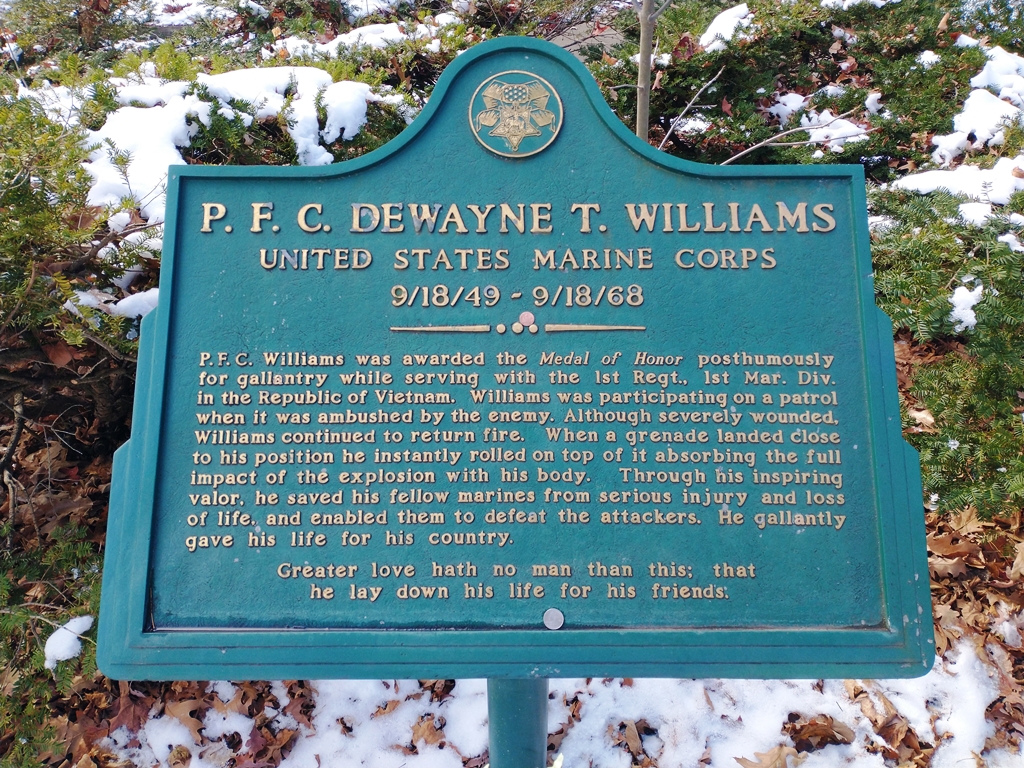 P. F. C. DEWAYNE T. WILLIAMS
UNITED STATES MARINE CORPS
9/18/49 - 9/18/68
P.F.C. Williams was awarded the Medal of Honor posthumously
for gallantry while serving with the 1st Regt., 1st Mar. Div.
in the Republic of Vietnam. Williams was participating on a patrol
when it was ambushed by the enemy. Although severely wounded,
Williams continued to return fire. When a grenade landed close
to his position he instantly rolled on top of it absorbing the full
impact of the explosion with his body. Through his inspiring
valor, he saved his fellow marines from serious injury and loss
of life, and enabled them to defeat the attackers. He gallantly
gave his life for his country.
Greater love hath no man than this; that
he lay down his life for his friends.